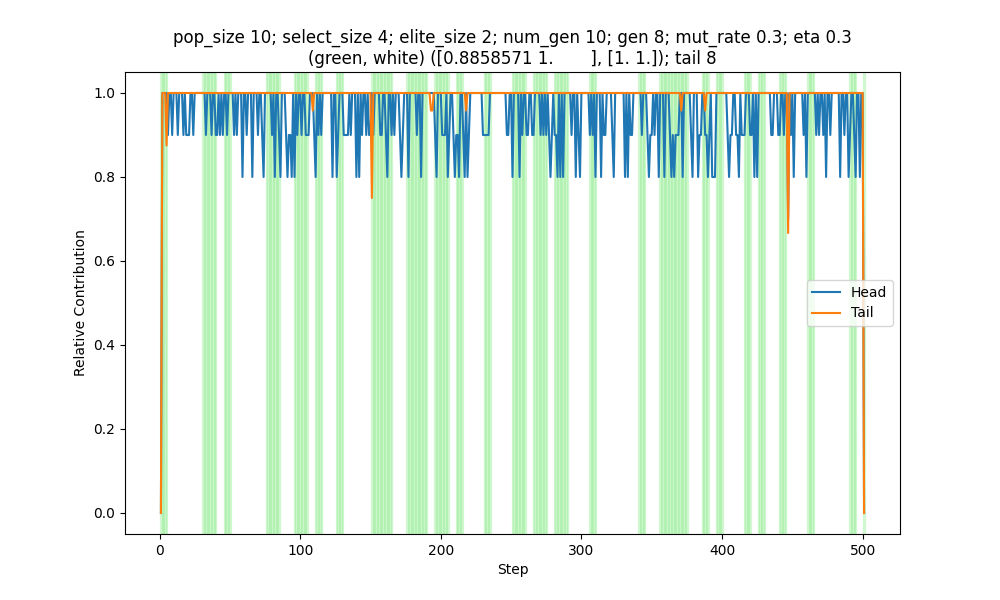 pop_size 10; select_size 4; elite_size 2; num_gen 10; gen 8; mut_rate 0.3; eta 0.3
(green, white) ([0.8858571 1.        ], [1. 1.]); tail 8
1.0
0.8
0.6
0.4
0.2
0.0
Relative Contribution
Head
Tail
0
100
200
300
400
500
Step